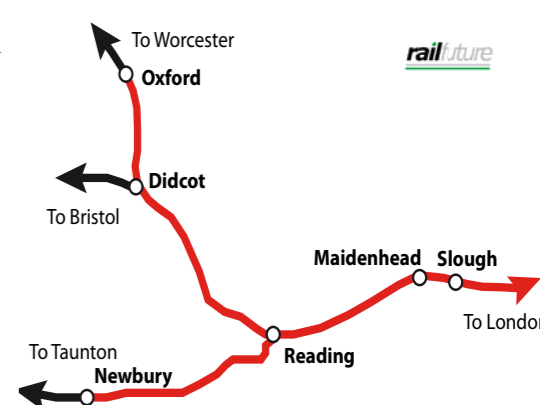 To Worcester
railfuture
Oxford
Didcot
To Bristol
Maidenhead Slough
To London
To Taunton
Reading
Newbury